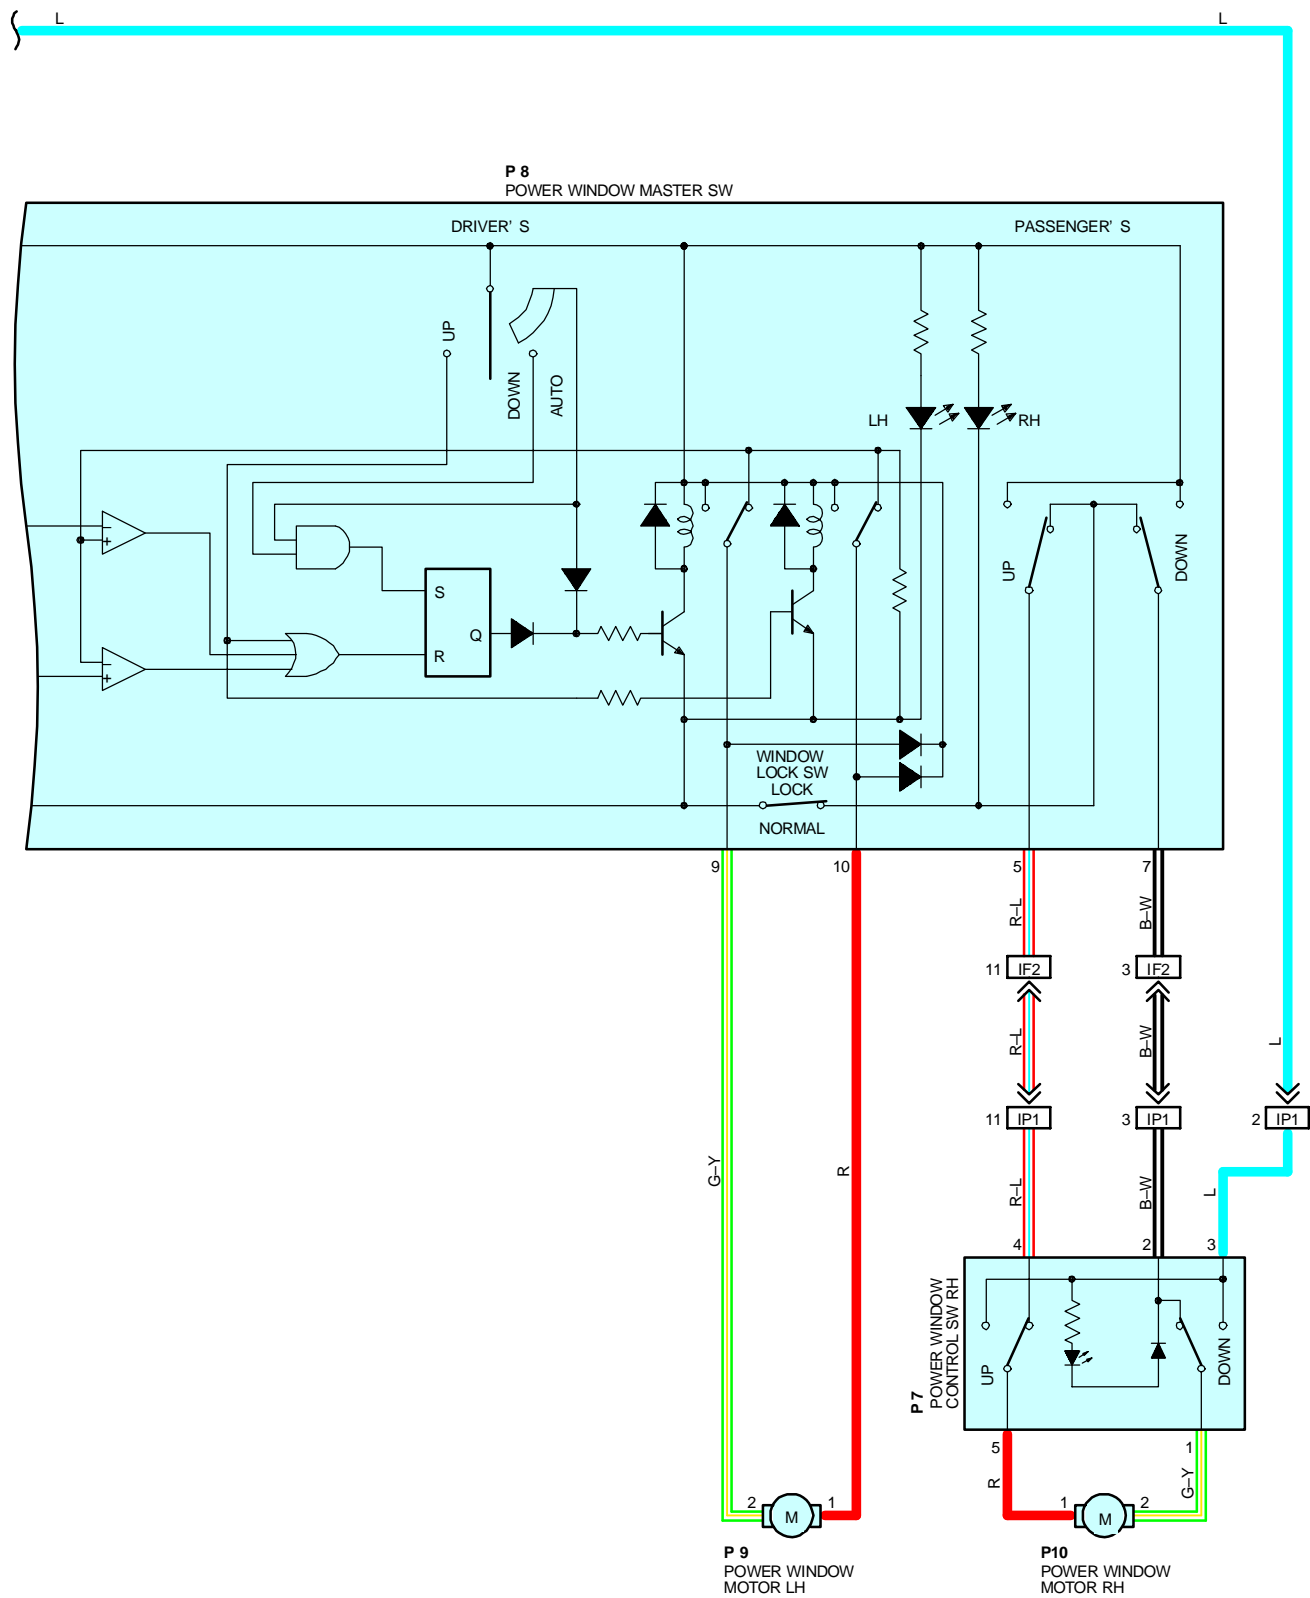 L
L
P 8
POWER WINDOW MASTER SW
DRIVER' S
PASSENGER' S
UP
DOWN
AUTO
LH
RH
−
+
−
+
S
Q
R
UP
DOWN
WINDOW
LOCK SW
LOCK
NORMAL
9
10
5
7
R–L
B–W
11
IF2
3
IF2
R–L
B–W
L
11
IP1
3
IP1
2
IP1
G–Y
R
R–L
B–W
L
4
2
3
P 7
POWER WINDOW
CONTROL SW RH
UP
DOWN
5
1
R
G–Y
2
M
1
1
M
2
P 9
POWER WINDOW
MOTOR LH
P10
POWER WINDOW
MOTOR RH